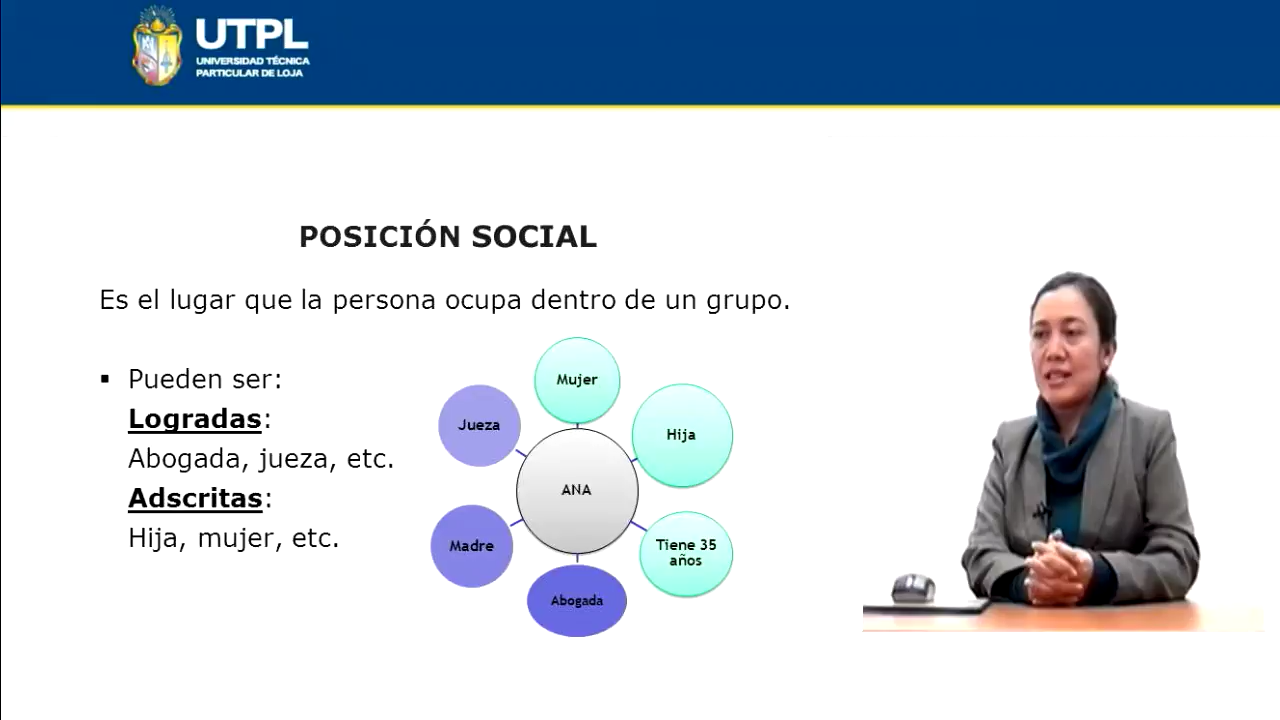 UTPL
UNIVERSIDAD TÉCNICA
PARTICULAR DE LOJA
POSICIÓN SOCIAL
Es el lugar que la persona ocupa dentro de un grupo.
▪ Pueden ser:
Logradas:
Abogada, jueza, etc.
Adscritas:
Hija, mujer, etc.
Mujer
Jueza
Hija
ANA
Madre
Tiene 35
años
Abogada